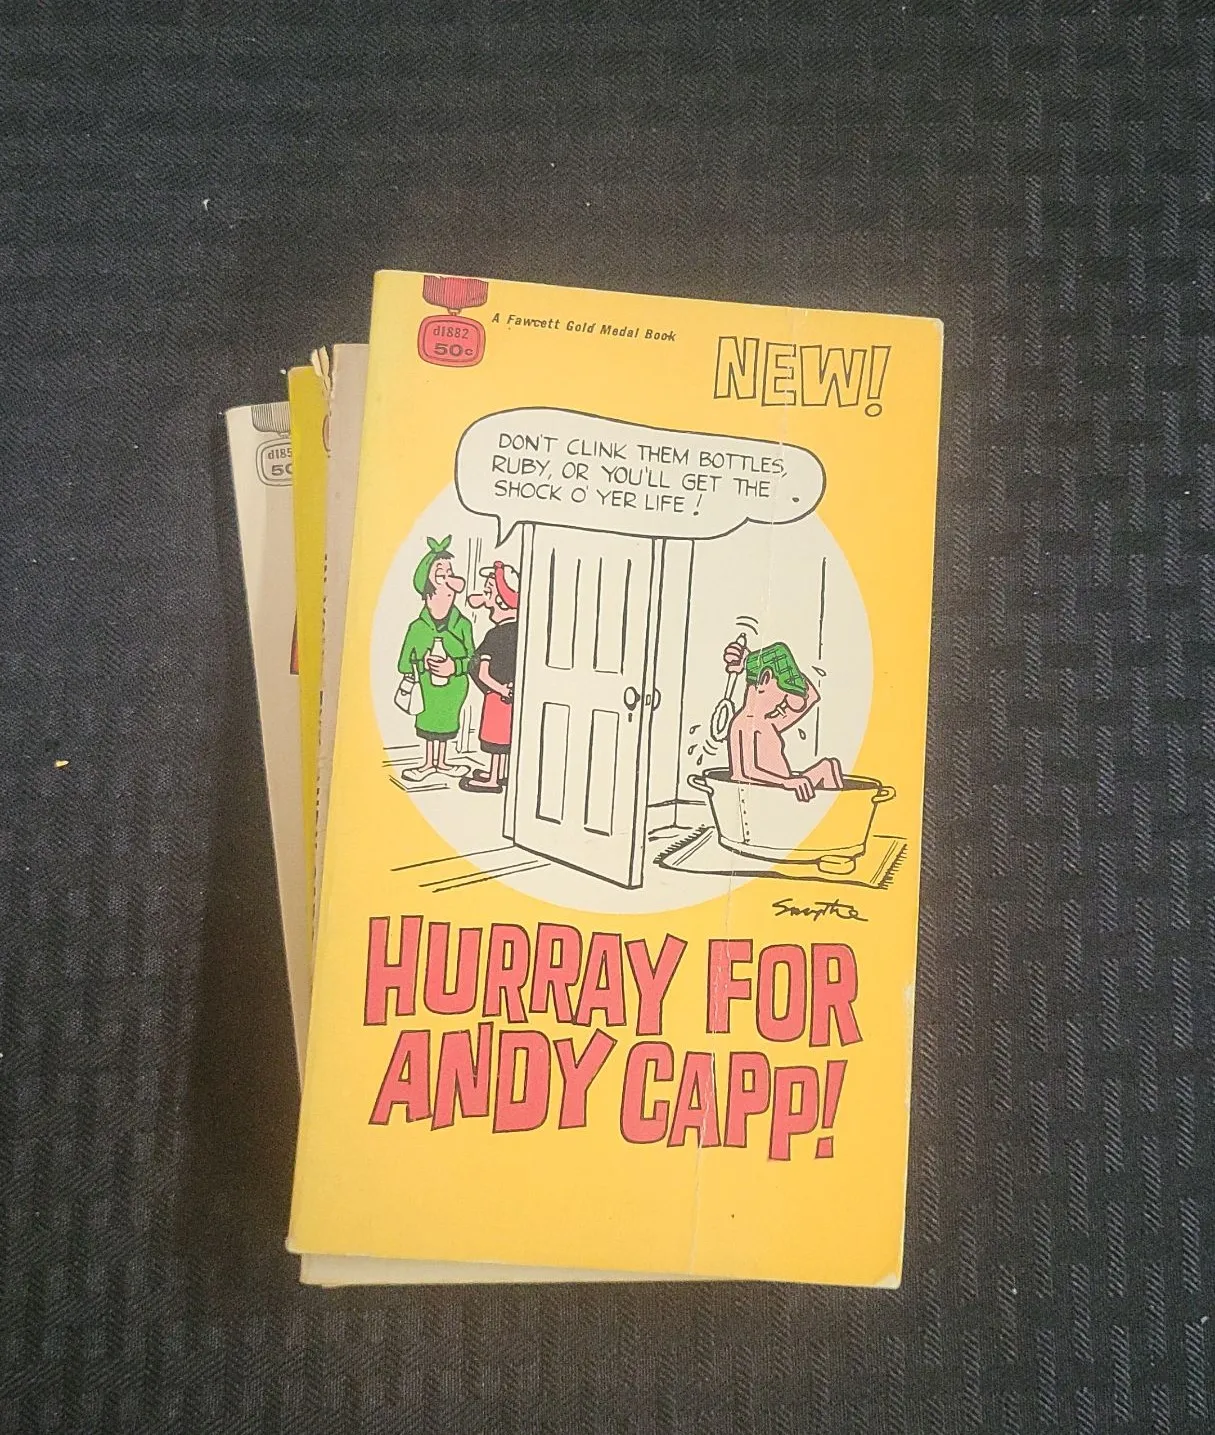 d1882
50c
A Fawcett Gold Medal Book
NEW!
DON'T CLINK THEM BOTTLES,
RUBY, OR YOU'LL GET THE
SHOCK O' YER LIFE!
Smythe
HURRAY FOR
ANDY CAPP!